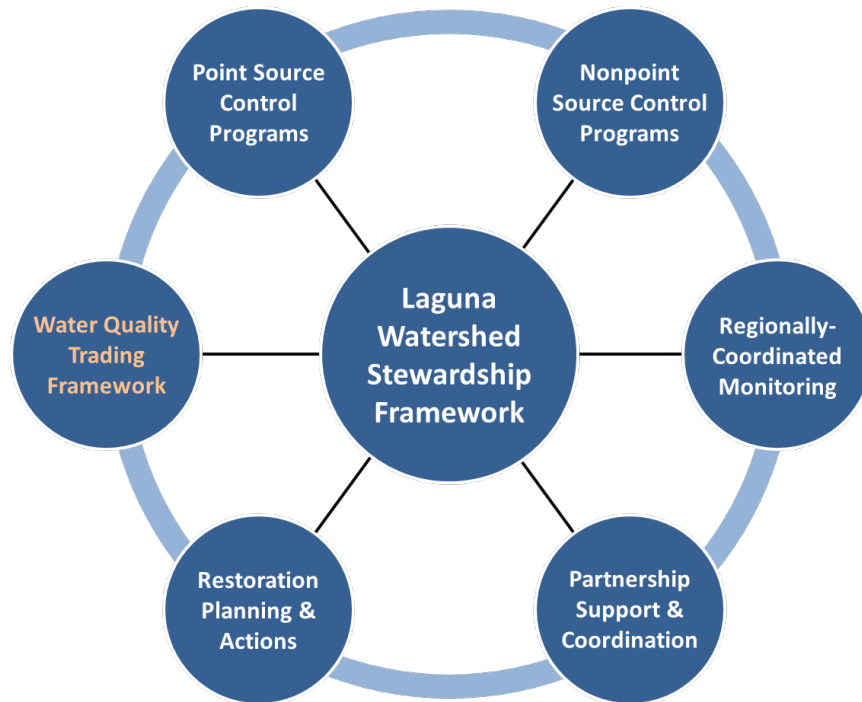 Point Source
Control
Programs
Nonpoint
Source Control
Programs
Water Quality
Trading
Framework
Laguna
Watershed
Stewardship
Framework
Regionally-
Coordinated
Monitoring
Restoration
Planning &
Actions
Partnership
Support &
Coordination